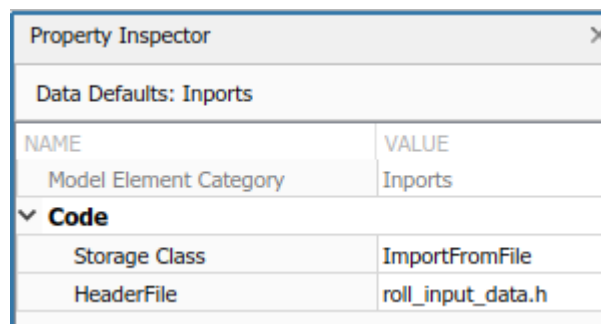 Property Inspector
Data Defaults: Inports
NAME VALUE
Model Element Category Inports
Code
Storage Class ImportFromFile
HeaderFile roll_input_data.h